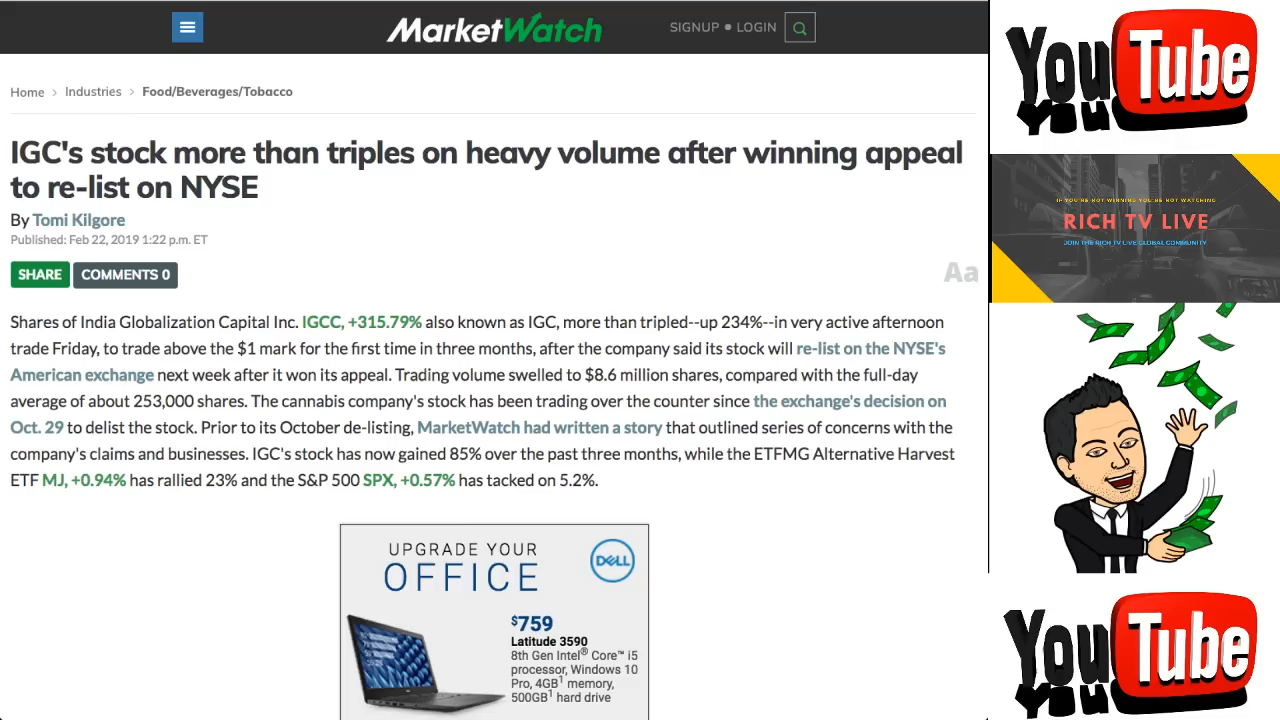 MarketWatch
SIGNUP • LOGIN
Home > Industries > Food/Beverages/Tobacco
IGC's stock more than triples on heavy volume after winning appeal
to re-list on NYSE
By Tomi Kilgore
Published: Feb 22, 2019 1:22 p.m. ET
SHARE COMMENTS 0
Aa
Shares of India Globalization Capital Inc. IGCC, +315.79% also known as IGC, more than tripled--up 234%--in very active afternoon
trade Friday, to trade above the $1 mark for the first time in three months, after the company said its stock will re-list on the NYSE's
American exchange next week after it won its appeal. Trading volume swelled to $8.6 million shares, compared with the full-day
average of about 253,000 shares. The cannabis company's stock has been trading over the counter since the exchange's decision on
Oct. 29 to delist the stock. Prior to its October de-listing, MarketWatch had written a story that outlined series of concerns with the
company's claims and businesses. IGC's stock has now gained 85% over the past three months, while the ETFMG Alternative Harvest
ETF MJ, +0.94% has rallied 23% and the S&P 500 SPX, +0.57% has tacked on 5.2%.
UPGRADE YOUR
OFFICE
DELL
$759
Latitude 3590
8th Gen Intel® Core™ i5
processor, Windows 10
Pro, 4GB1 memory,
500GB1 hard drive
YouTube
IF YOU'RE NOT WINNING YOU'RE NOT WATCHING
RICH TV LIVE
JOIN THE RICH TV LIVE GLOBAL COMMUNITY
YouTube